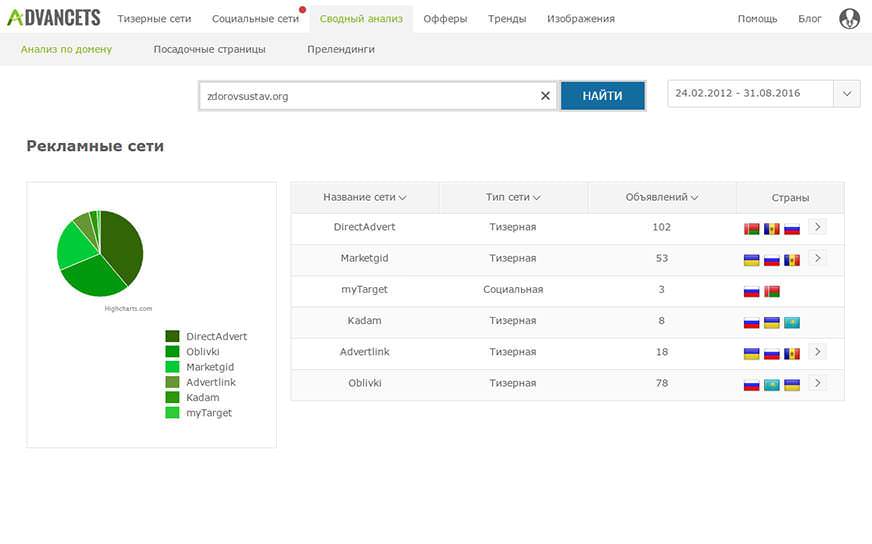 ADVANCETS Тизерные сети Социальные сети Сводный анализ Офферы Тренды Изображения Помощь Блог
Анализ по домену Посадочные страницы Прелендинги
zdorovsustav.org НАЙТИ 24.02.2012 - 31.08.2016
Рекламные сети
Название сети Тип сети Объявлений Страны
DirectAdvert Тизерная 102
Marketgid Тизерная 53
myTarget Социальная 3
Kadam Тизерная 8
Advertlink Тизерная 18
Oblivki Тизерная 78
Highcharts.com
DirectAdvert
Oblivki
Marketgid
Advertlink
Kadam
myTarget